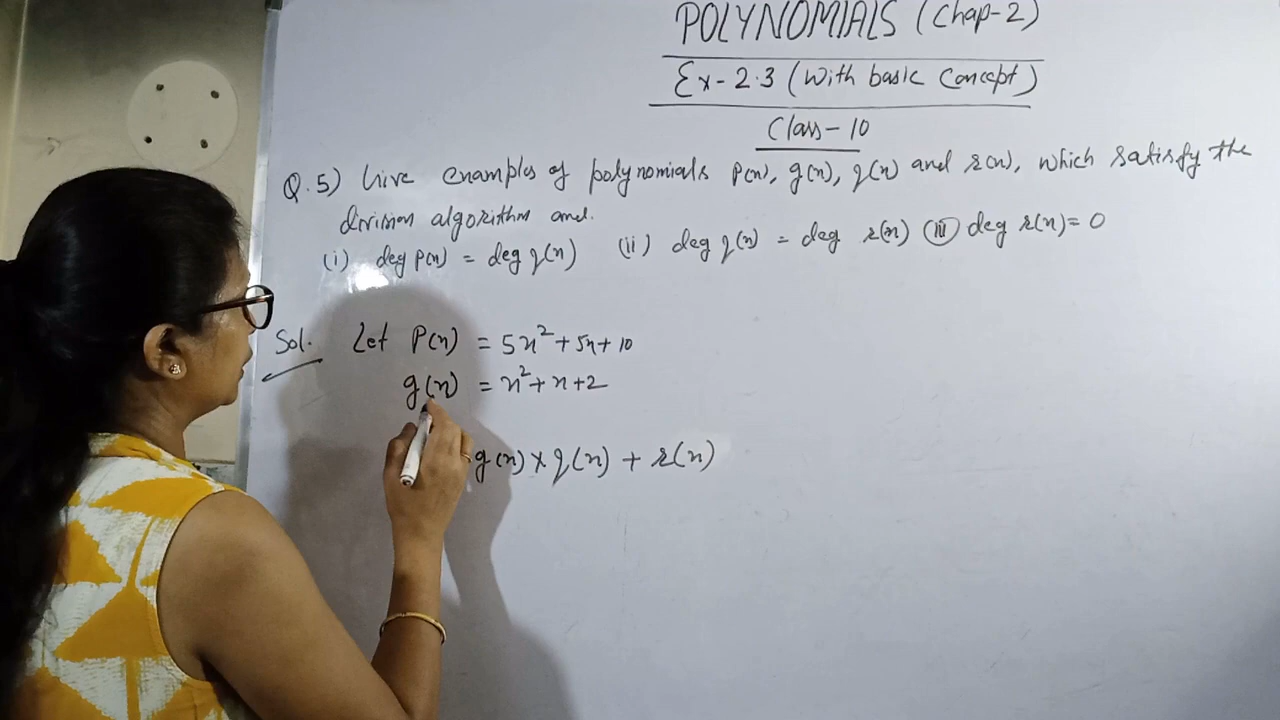 POLYNOMIALS (Chap-2)
Ex-2.3 (With basic Concept)
Class-10
Q.5) Give examples of polynomials P(x), g(x), q(x) and r(x), which satisfy the
division algorithm and.
(i) deg P(x) = deg q(x) (ii) deg q(x) = deg r(x) (iii) deg r(x) = 0
Sol. Let P(x) = 5x²+5x+10
g(x) = x²+x+2
g(x) × q(x) + r(x)